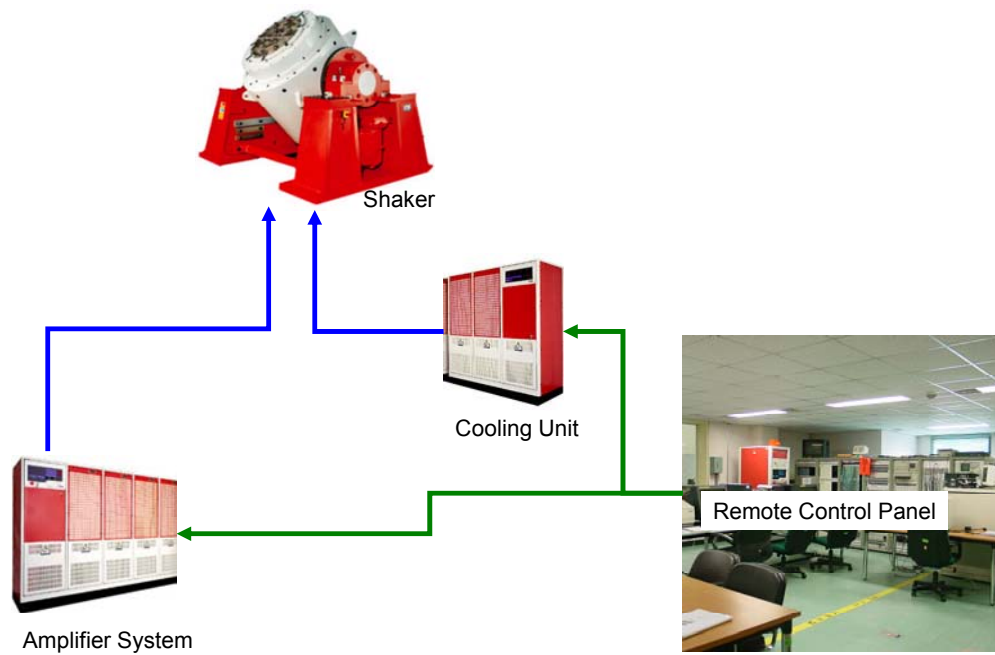 Shaker
Cooling Unit
Remote Control Panel
Amplifier System